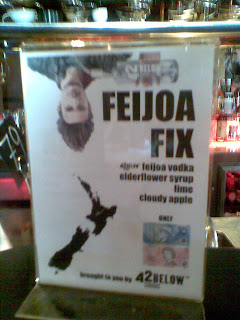 FEIJOA
FIX
42BELOW feijoa vodka
elderflower syrup
lime
cloudy apple
ONLY
brought to you by 42BELOW